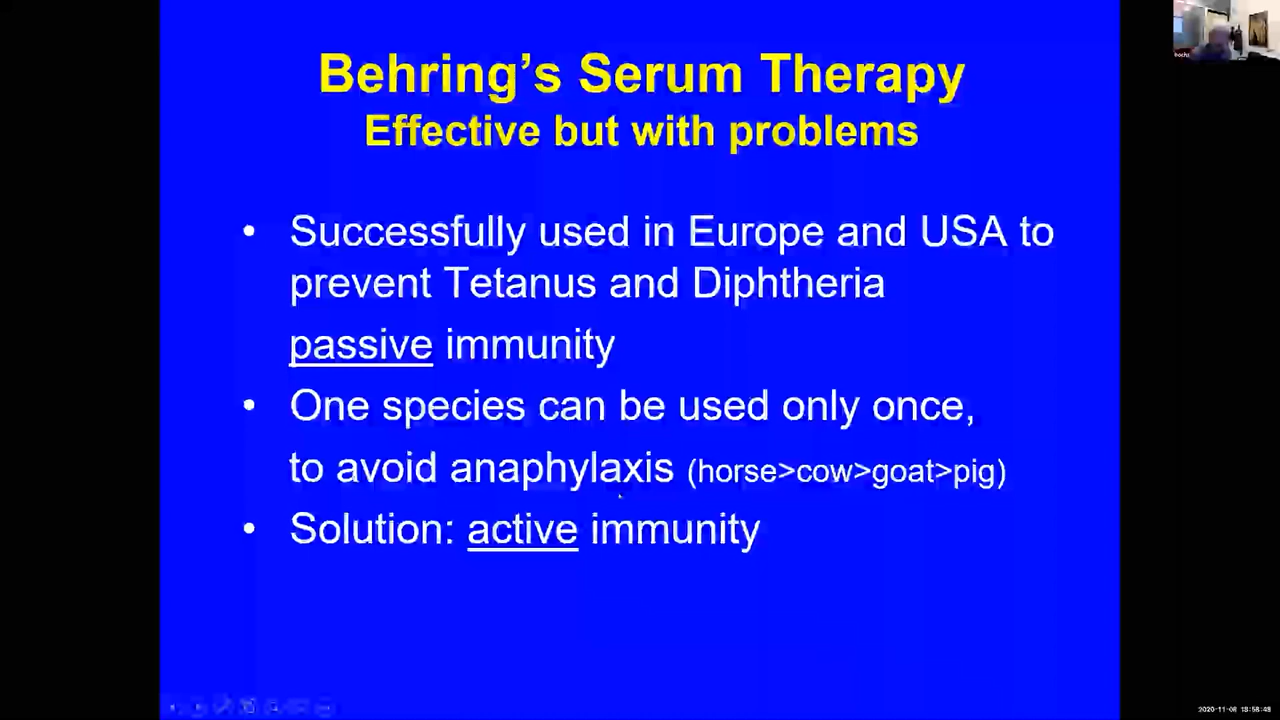 Behring’s Serum Therapy
Effective but with problems
• Successfully used in Europe and USA to
prevent Tetanus and Diphtheria
passive immunity
• One species can be used only once,
to avoid anaphylaxis (horse>cow>goat>pig)
• Solution: active immunity